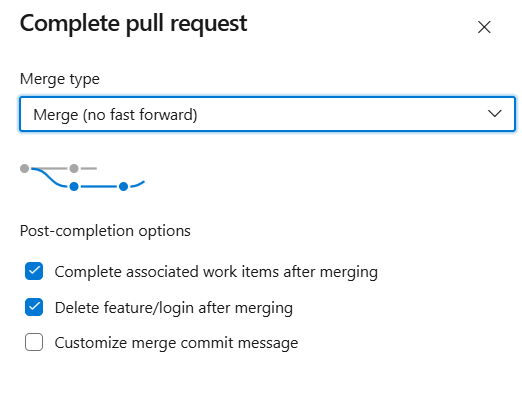 Complete pull request
Merge type
Merge (no fast forward)
Post-completion options
Complete associated work items after merging
Delete feature/login after merging
Customize merge commit message